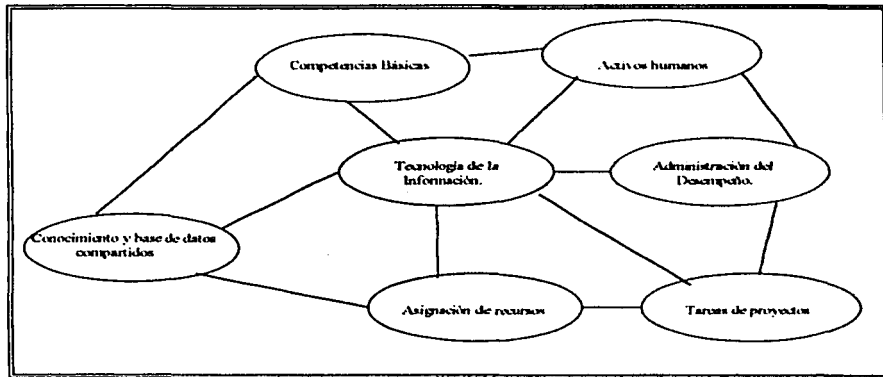 Competencias Básicas
Activos humanos
Tecnología de la
Información.
Administración del
Desempeño.
Conocimiento y base de datos
compartidos
Asignación de recursos
Tareas de proyectos